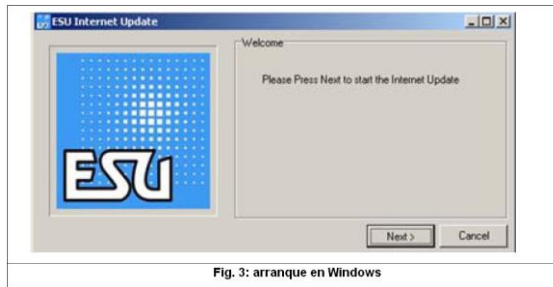 ESU Internet Update
Welcome
Please Press Next to start the Internet Update
ESU
Next >
Cancel
Fig. 3: arranque en Windows